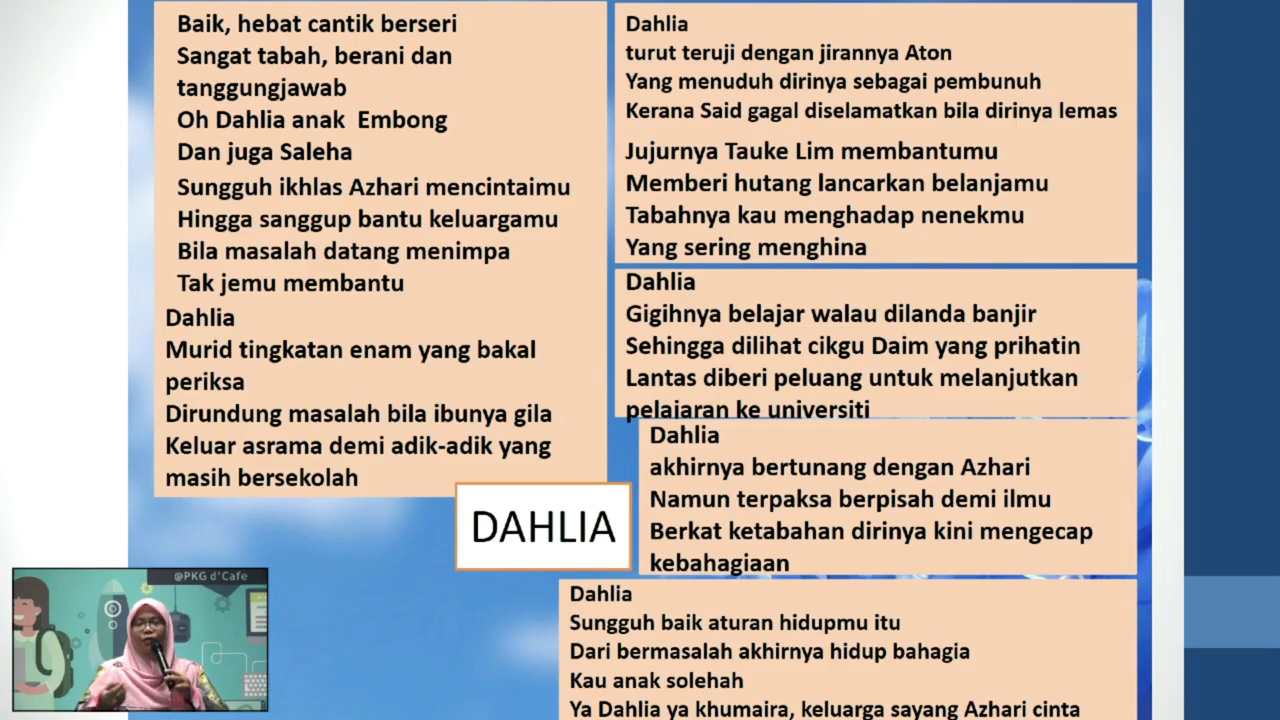 Baik, hebat cantik berseri
Sangat tabah, berani dan
tanggungjawab
Oh Dahlia anak Embong
Dan juga Saleha
Sungguh ikhlas Azhari mencintaimu
Hingga sanggup bantu keluargamu
Bila masalah datang menimpa
Tak jemu membantu
Dahlia
Murid tingkatan enam yang bakal
periksa
Dirundung masalah bila ibunya gila
Keluar asrama demi adik-adik yang
masih bersekolah
Dahlia
turut teruji dengan jirannya Aton
Yang menuduh dirinya sebagai pembunuh
Kerana Said gagal diselamatkan bila dirinya lemas
Jujurnya Tauke Lim membantumu
Memberi hutang lancarkan belanjamu
Tabahnya kau menghadap nenekmu
Yang sering menghina
Dahlia
Gigihnya belajar walau dilanda banjir
Sehingga dilihat cikgu Daim yang prihatin
Lantas diberi peluang untuk melanjutkan
pelajaran ke universiti
Dahlia
akhirnya bertunang dengan Azhari
Namun terpaksa berpisah demi ilmu
Berkat ketabahan dirinya kini mengecap
kebahagiaan
DAHLIA
Dahlia
Sungguh baik aturan hidupmu itu
Dari bermasalah akhirnya hidup bahagia
Kau anak solehah
Ya Dahlia ya khumaira, keluarga sayang Azhari cinta
@PKG d'Cafe